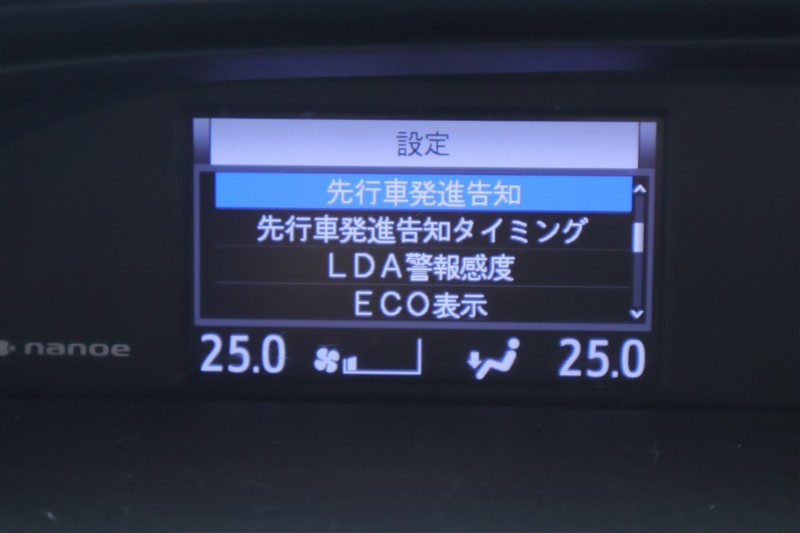 設定
先行車発進告知
先行車発進告知タイミング
LDA警報感度
ECO表示
nanoe
25.0 25.0